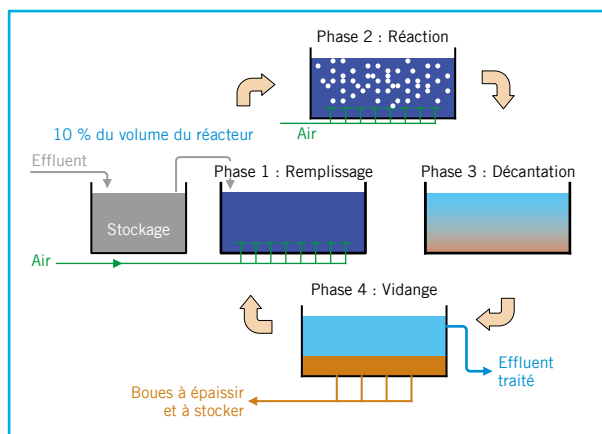 Phase 2 : Réaction
10 % du volume du réacteur
Air
Effluent
Phase 1 : Remplissage
Phase 3 : Décantation
Stockage
Air
Phase 4 : Vidange
Effluent
traité
Boues à épaissir
et à stocker